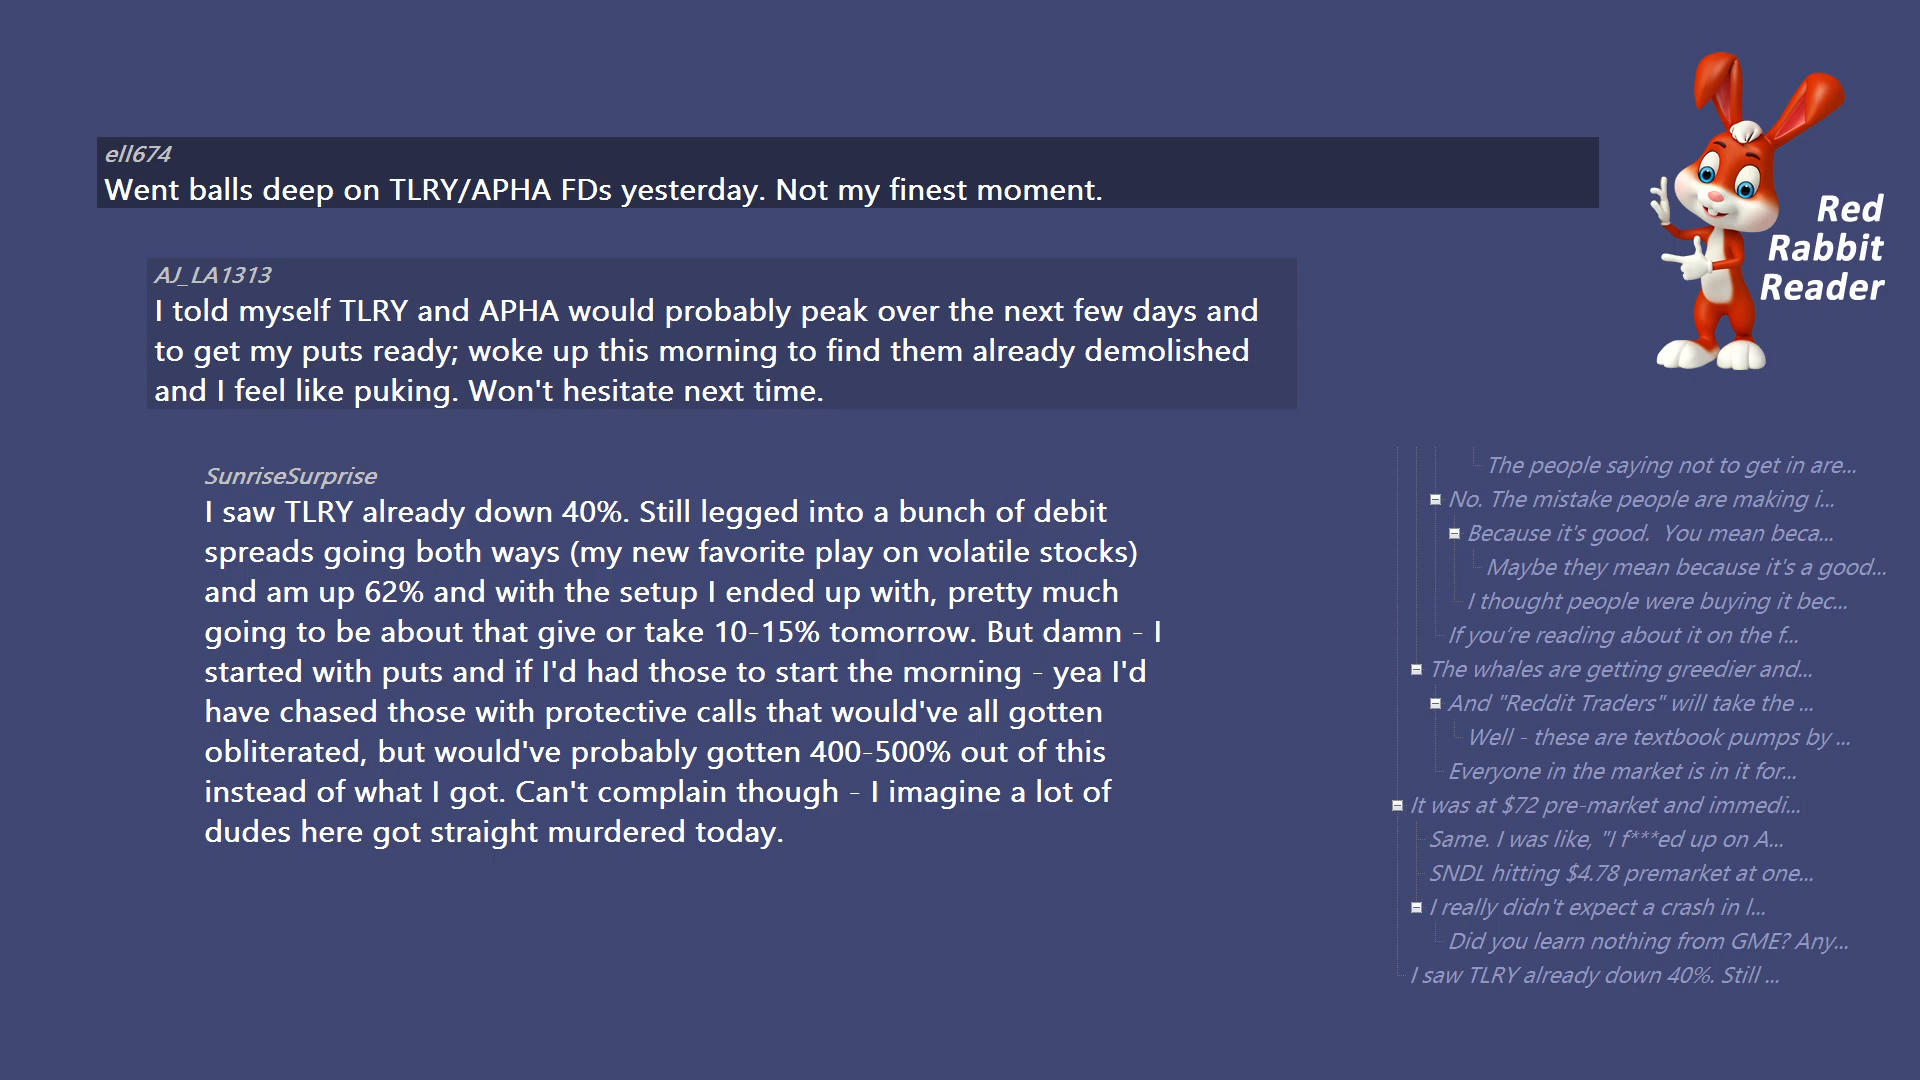 ell674
Went balls deep on TLRY/APHA FDs yesterday. Not my finest moment.
AJ_LA1313
I told myself TLRY and APHA would probably peak over the next few days and
to get my puts ready; woke up this morning to find them already demolished
and I feel like puking. Won't hesitate next time.
SunriseSurprise
I saw TLRY already down 40%. Still legged into a bunch of debit
spreads going both ways (my new favorite play on volatile stocks)
and am up 62% and with the setup I ended up with, pretty much
going to be about that give or take 10-15% tomorrow. But damn - I
started with puts and if I'd had those to start the morning - yea I'd
have chased those with protective calls that would've all gotten
obliterated, but would've probably gotten 400-500% out of this
instead of what I got. Can't complain though - I imagine a lot of
dudes here got straight murdered today.
Red
Rabbit
Reader
The people saying not to get in are...
No. The mistake people are making i...
Because it's good.  You mean beca...
Maybe they mean because it's a good...
I thought people were buying it bec...
If you’re reading about it on the f...
The whales are getting greedier and...
And "Reddit Traders" will take the ...
Well - these are textbook pumps by ...
Everyone in the market is in it for...
It was at $72 pre-market and immedi...
Same. I was like, "I f***ed up on A...
SNDL hitting $4.78 premarket at one...
I really didn't expect a crash in l...
Did you learn nothing from GME? Any...
I saw TLRY already down 40%. Still ...